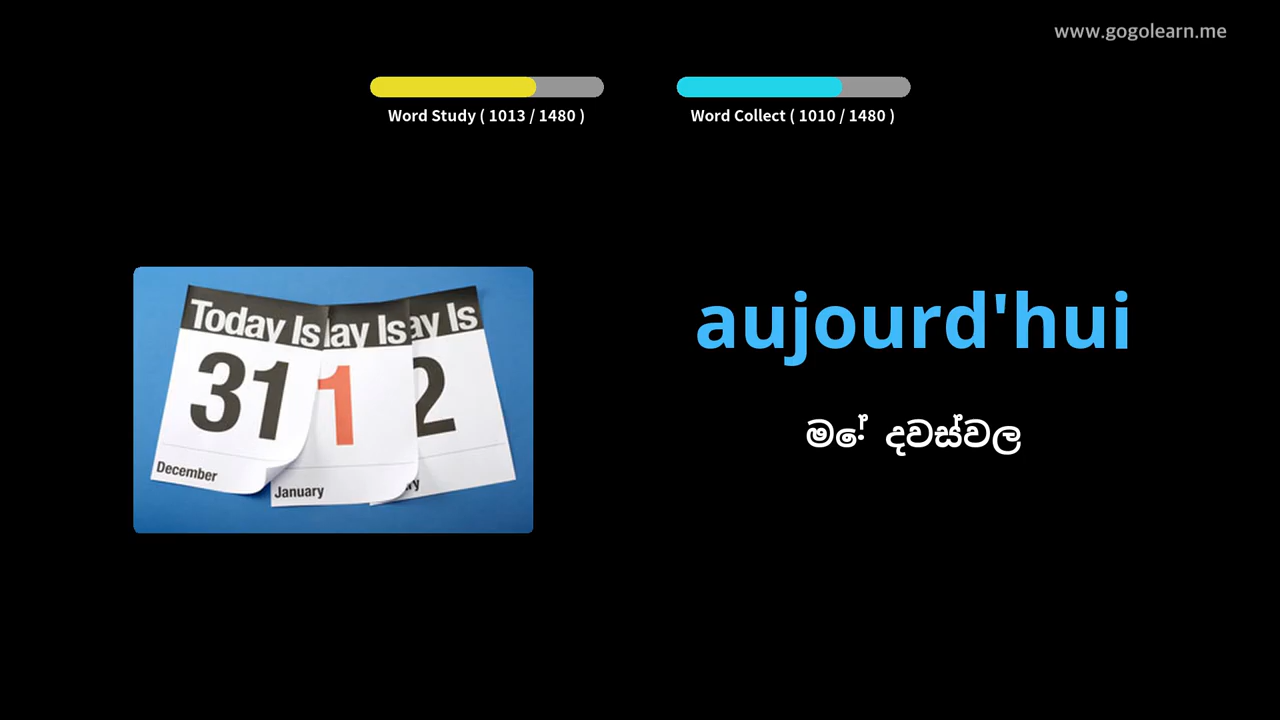 www.gogolearn.me
Word Study ( 1013 / 1480 )
Word Collect ( 1010 / 1480 )
Today Is
31
December
day Is
1
January
ay Is
2
ry
aujourd'hui
මේ දවස්වල